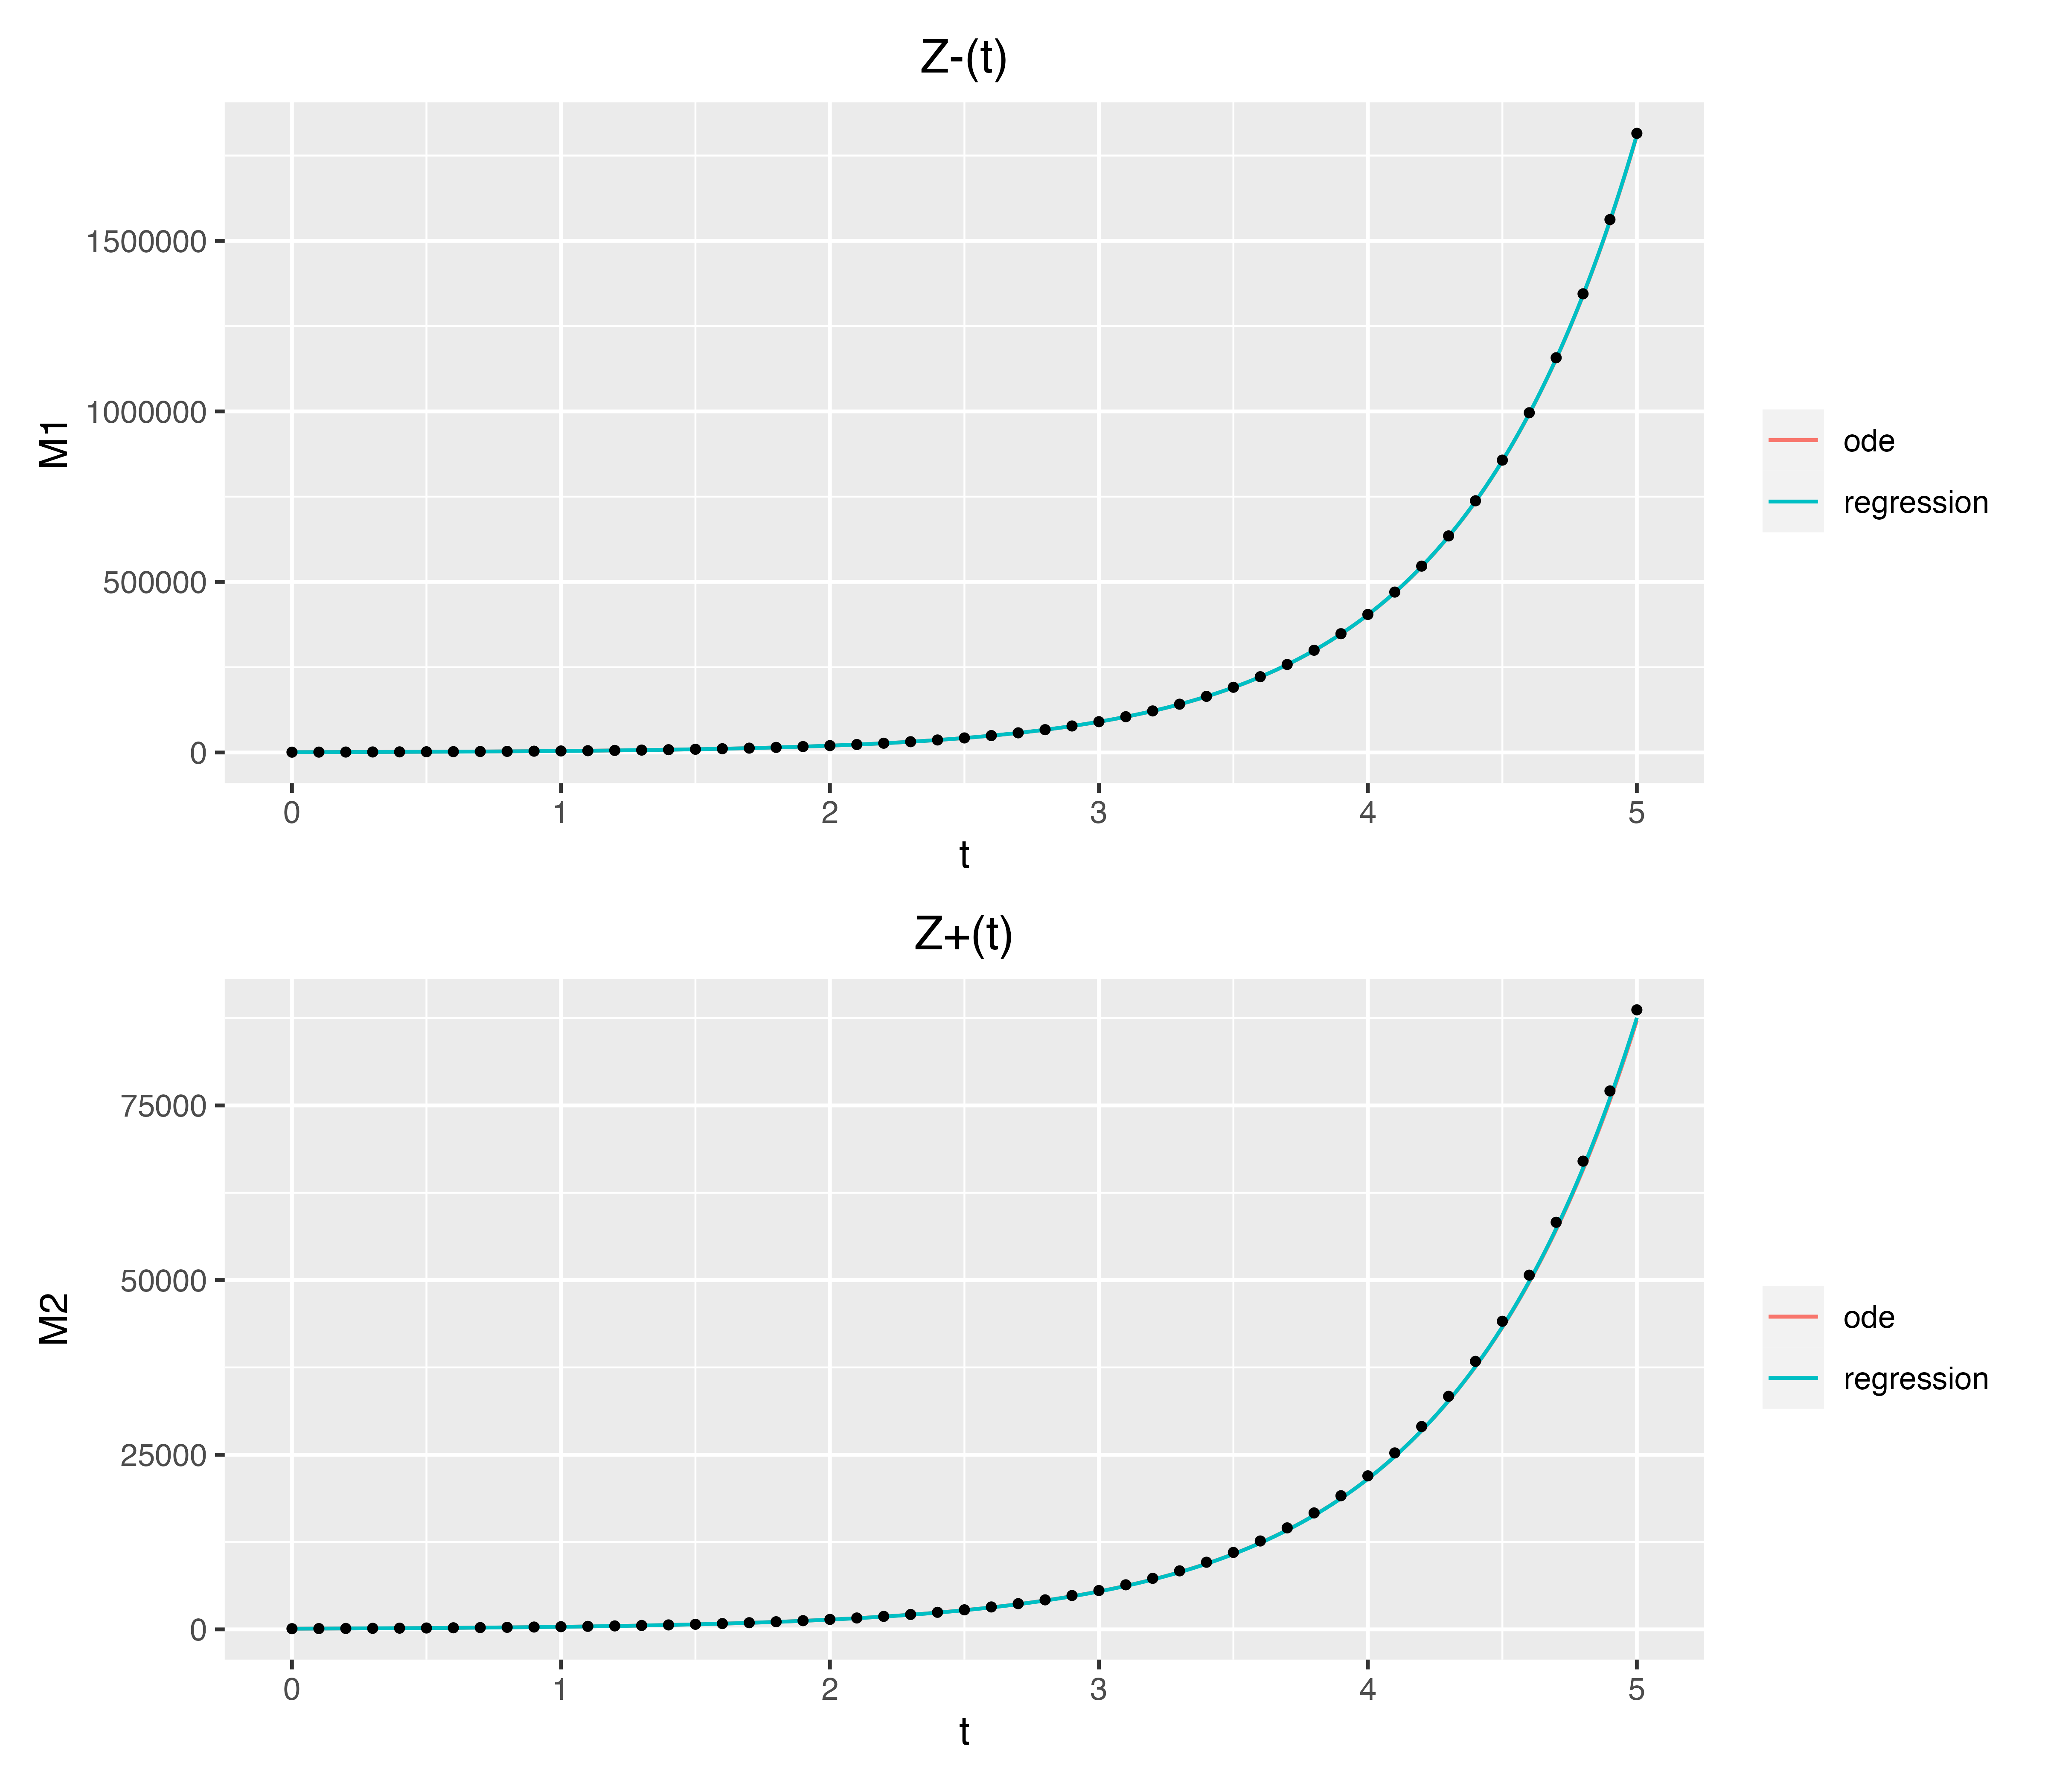 Z-(t)
M1
1500000
1000000
500000
0
0 1 2 3 4 5
t
ode
regression
Z+(t)
M2
75000
50000
25000
0
0 1 2 3 4 5
t
ode
regression